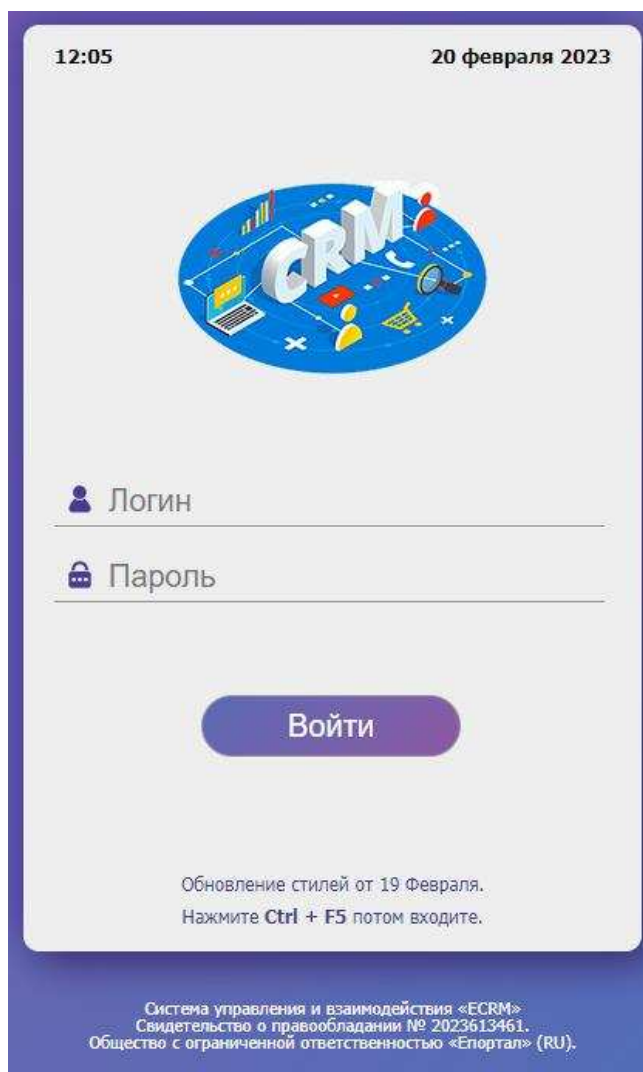 12:05 20 февраля 2023
CRM
Логин
Пароль
Войти
Обновление стилей от 19 Февраля.
Нажмите Ctrl + F5 потом входите.
Система управления и взаимодействия «ECRM»
Свидетельство о правообладании № 2023613461.
Общество с ограниченной ответственностью «Епортал» (RU).